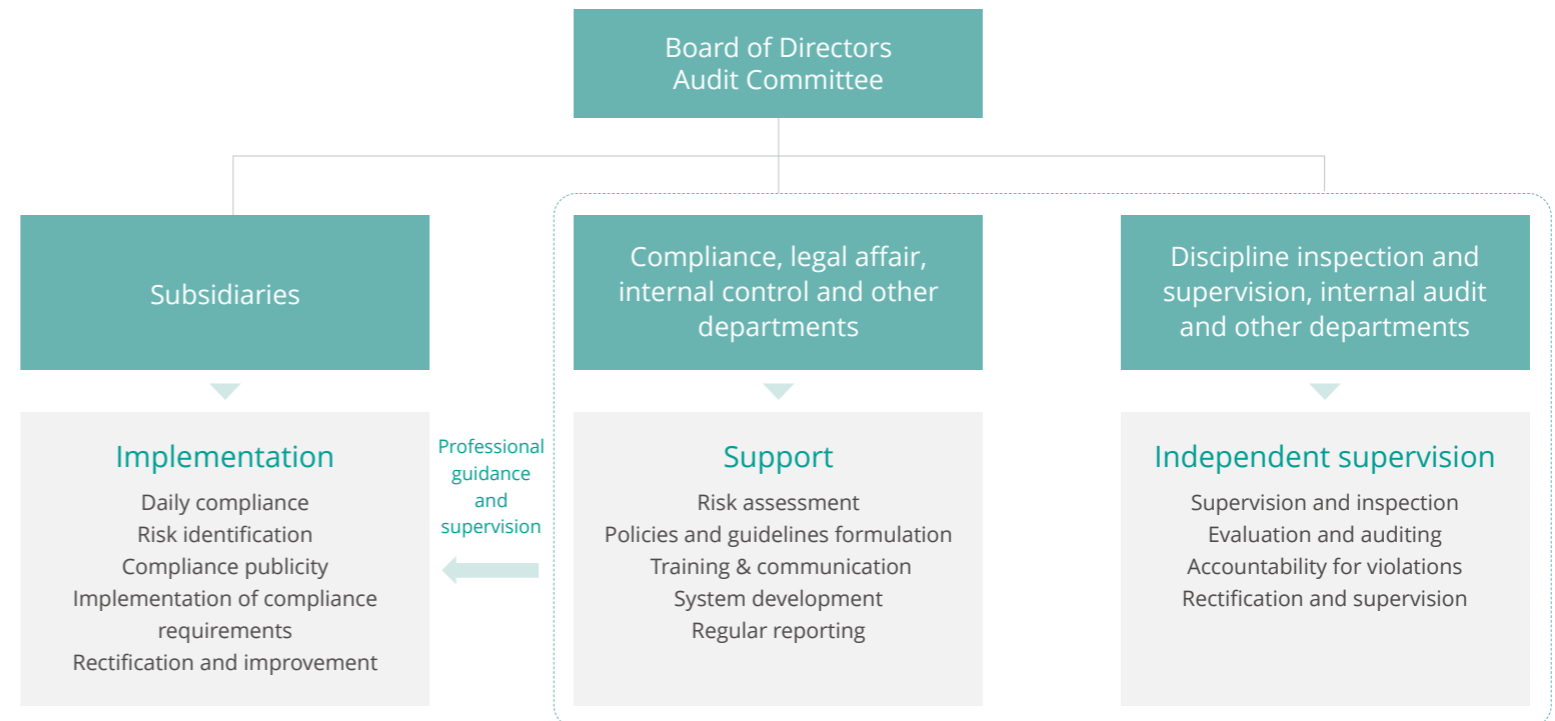 Board of Directors
Audit Committee
Subsidiaries
Compliance, legal affair,
internal control and other
departments
Discipline inspection and
supervision, internal audit
and other departments
Implementation
Daily compliance
Risk identification
Compliance publicity
Implementation of compliance
requirements
Rectification and improvement
Professional
guidance
and
supervision
Support
Risk assessment
Policies and guidelines formulation
Training & communication
System development
Regular reporting
Independent supervision
Supervision and inspection
Evaluation and auditing
Accountability for violations
Rectification and supervision